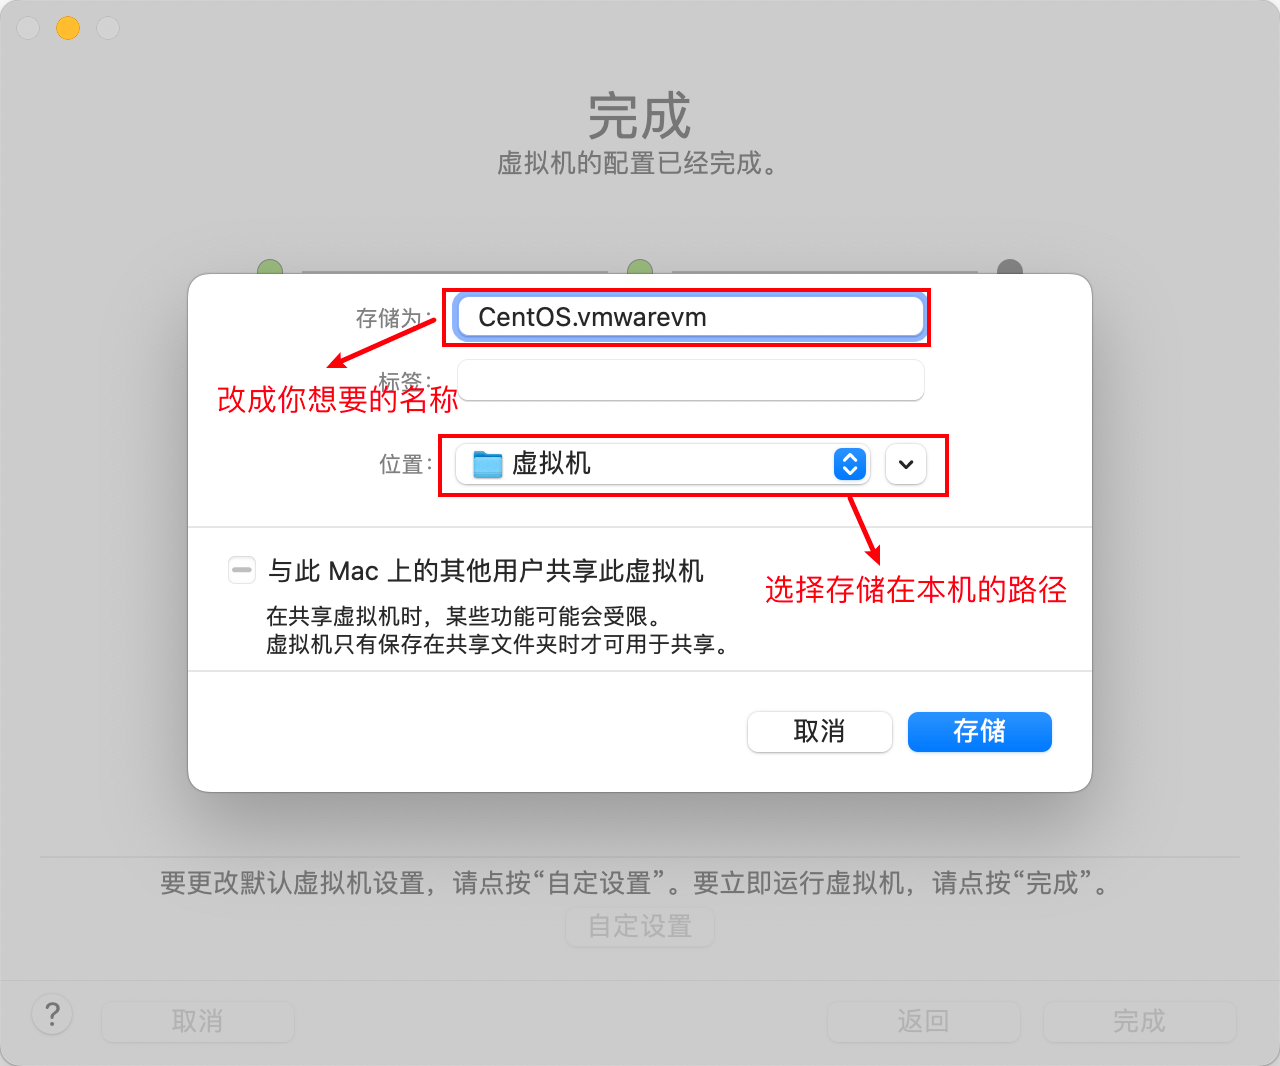 完成
虚拟机的配置已经完成。
存储为：
CentOS.vmwarevm
标签：
改成你想要的名称
位置：
虚拟机
与此 Mac 上的其他用户共享此虚拟机
选择存储在本机的路径
在共享虚拟机时，某些功能可能会受限。
虚拟机只有保存在共享文件夹时才可用于共享。
取消
存储
要更改默认虚拟机设置，请点按“自定设置”。要立即运行虚拟机，请点按“完成”。
自定设置
?
取消
返回
完成